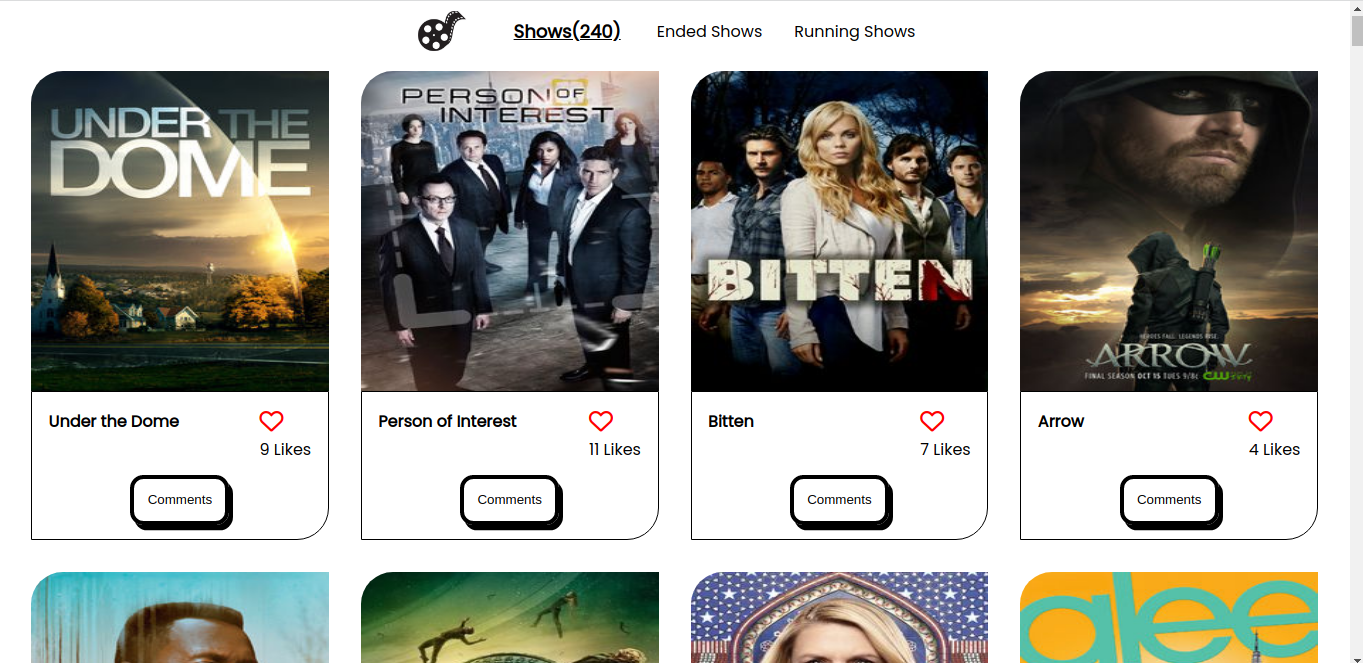 Shows(240) Ended Shows Running Shows
UNDER THE
DOME
PERSON OF
INTEREST
BITTEN
HEROES FALL. LEGENDS RISE.
ARROW
FINAL SEASON OCT 15 TUES 9/8c CW
Under the Dome
9 Likes
Comments
Person of Interest
11 Likes
Comments
Bitten
7 Likes
Comments
Arrow
4 Likes
Comments
glee